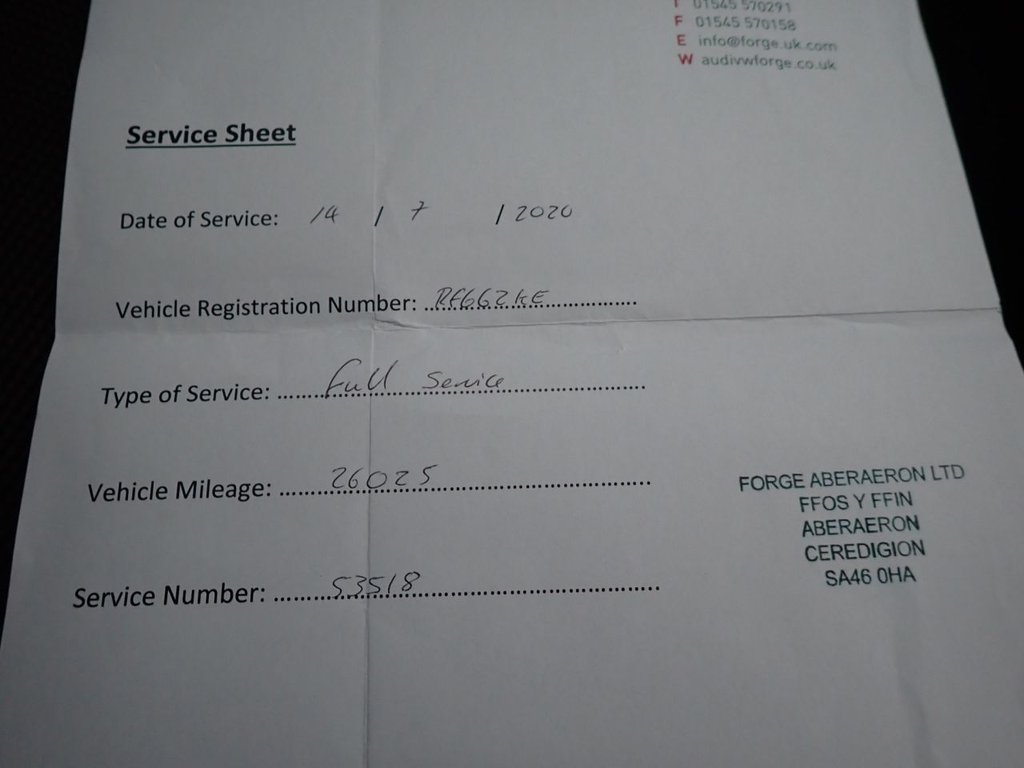 T 01545 570291
F 01545 570158
E info@forge.uk.com
W audivwforge.co.uk
Service Sheet
Date of Service: 14 / 7 / 2020
Vehicle Registration Number: ..RF66ZKE..................
Type of Service: ........Full Service............................
Vehicle Mileage: ........26025......................................
Service Number: .........53518..........................................
FORGE ABERAERON LTD
FFOS Y FFIN
ABERAERON
CEREDIGION
SA46 0HA